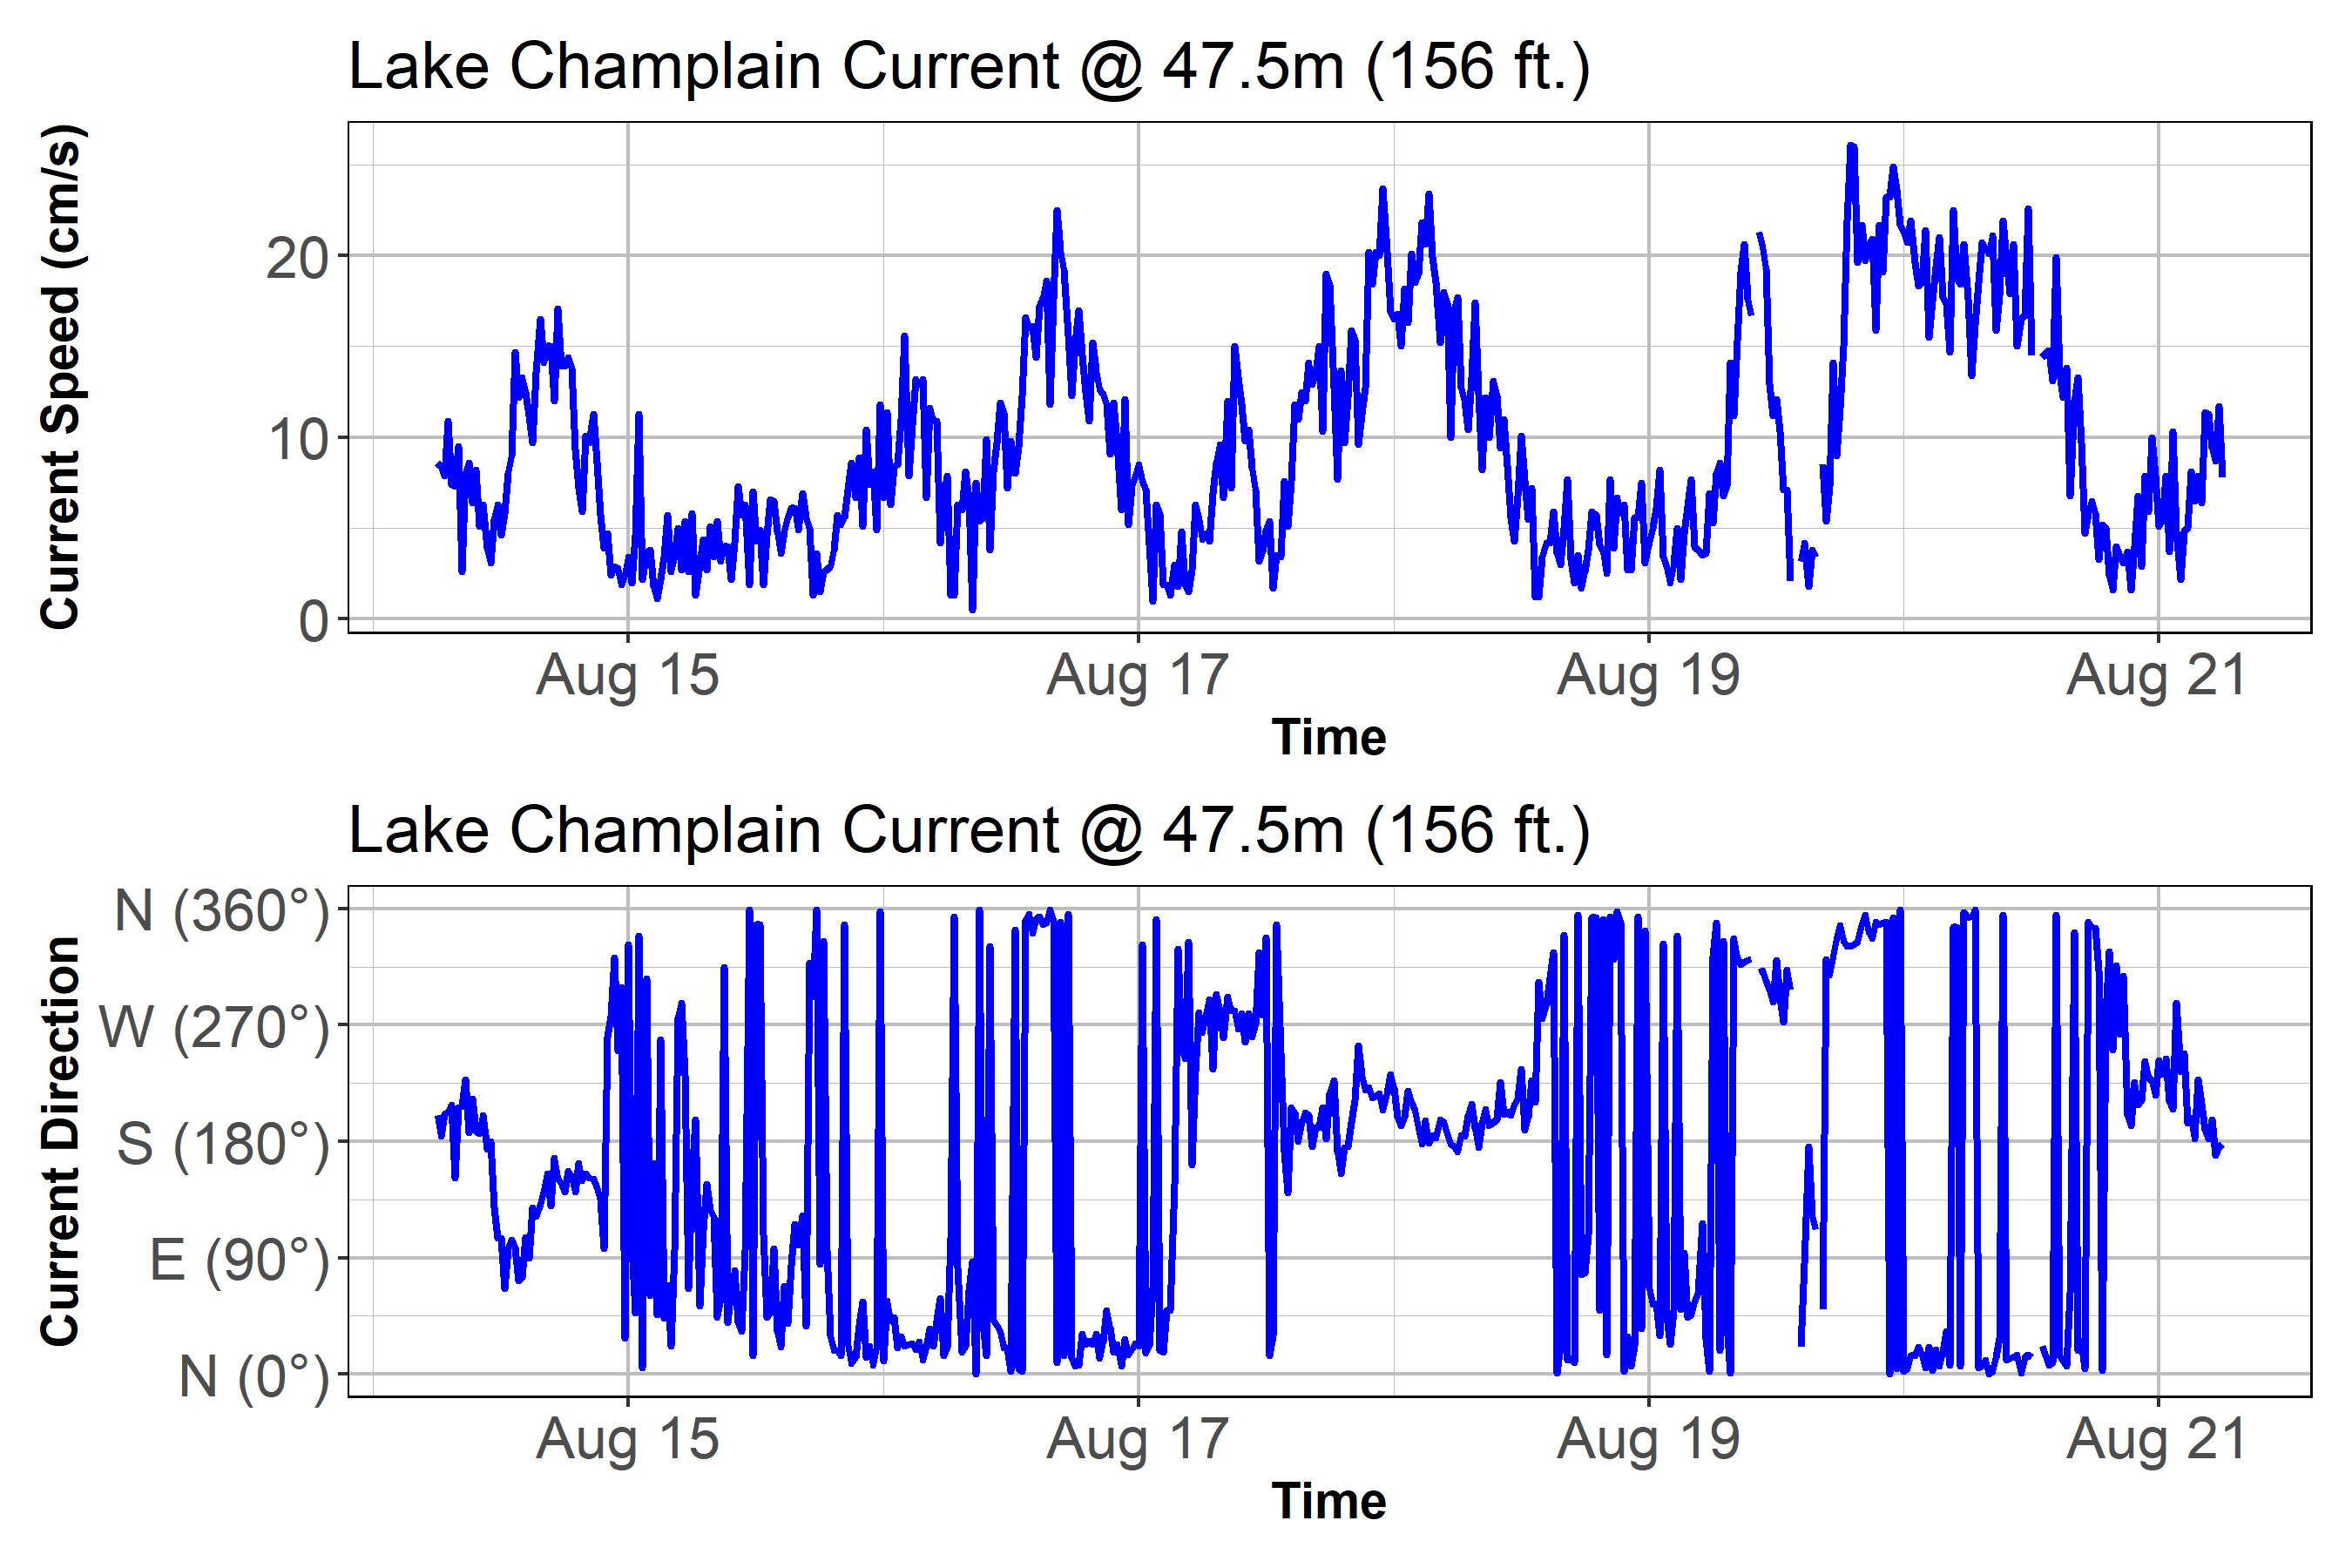 Lake Champlain Current @ 47.5m (156 ft.)
Current Speed (cm/s)
20
10
0
Aug 15 Aug 17 Aug 19 Aug 21
Time
Lake Champlain Current @ 47.5m (156 ft.)
Current Direction
N (360°)
W (270°)
S (180°)
E (90°)
N (0°)
Aug 15 Aug 17 Aug 19 Aug 21
Time